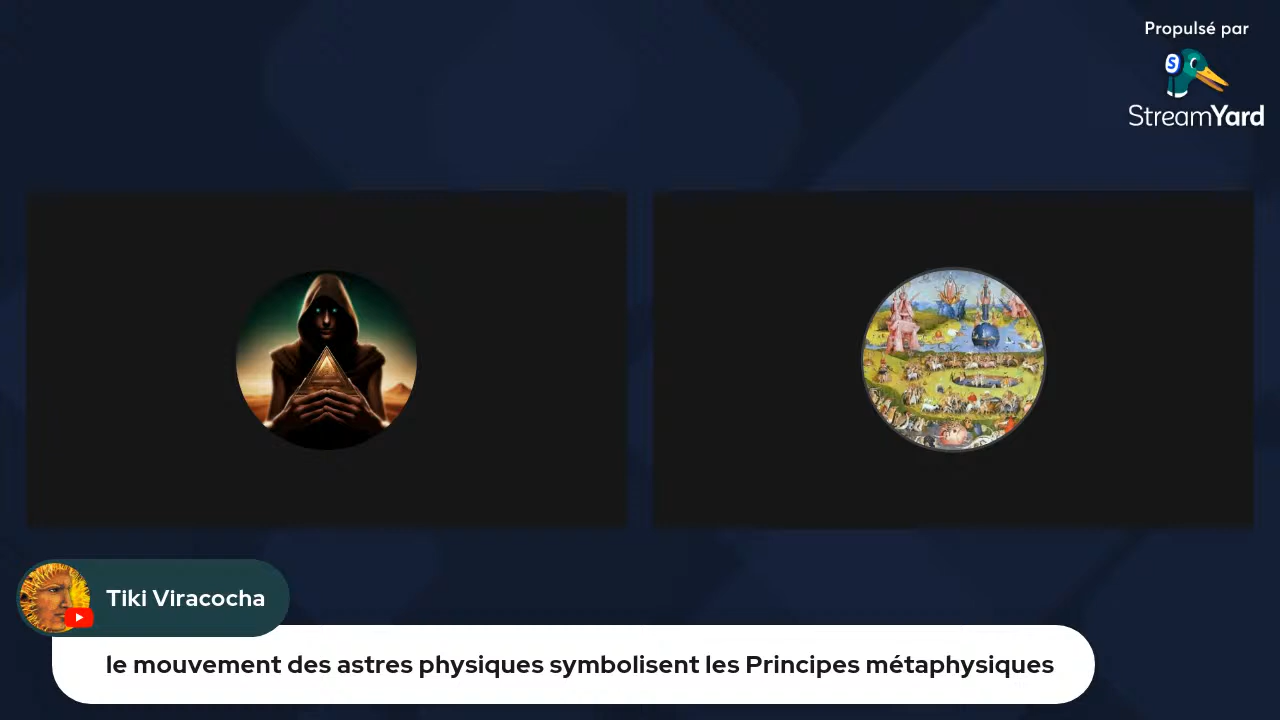 Propulsé par
S
StreamYard
Tiki Viracocha
le mouvement des astres physiques symbolisent les Principes métaphysiques